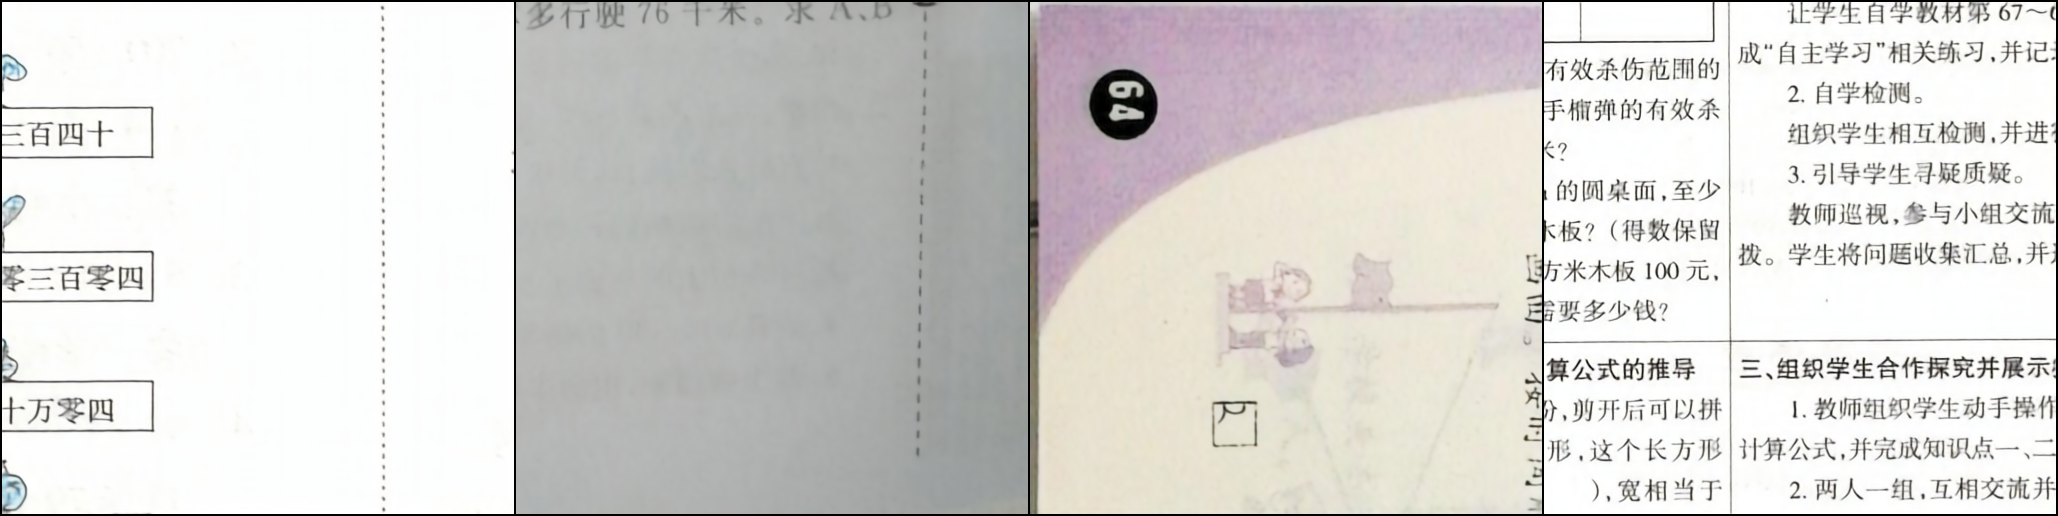 三百四十
零三百零四
十万零四
多行驶 76 千米。求 A、B
64
画面。
有效杀伤范围的
手榴弹的有效杀
米?
的圆桌面,至少
木板?(得数保留
方米木板 100 元,
需要多少钱?
算公式的推导
份,剪开后可以拼
形,这个长方形
),宽相当于
让学生自学教材第 67～6
成“自主学习”相关练习,并记
2. 自学检测。
组织学生相互检测,并进
3. 引导学生寻疑质疑。
教师巡视,参与小组交流
拨。学生将问题收集汇总,并
三、组织学生合作探究并展示
1. 教师组织学生动手操作
计算公式,并完成知识点一、二
2. 两人一组,互相交流并